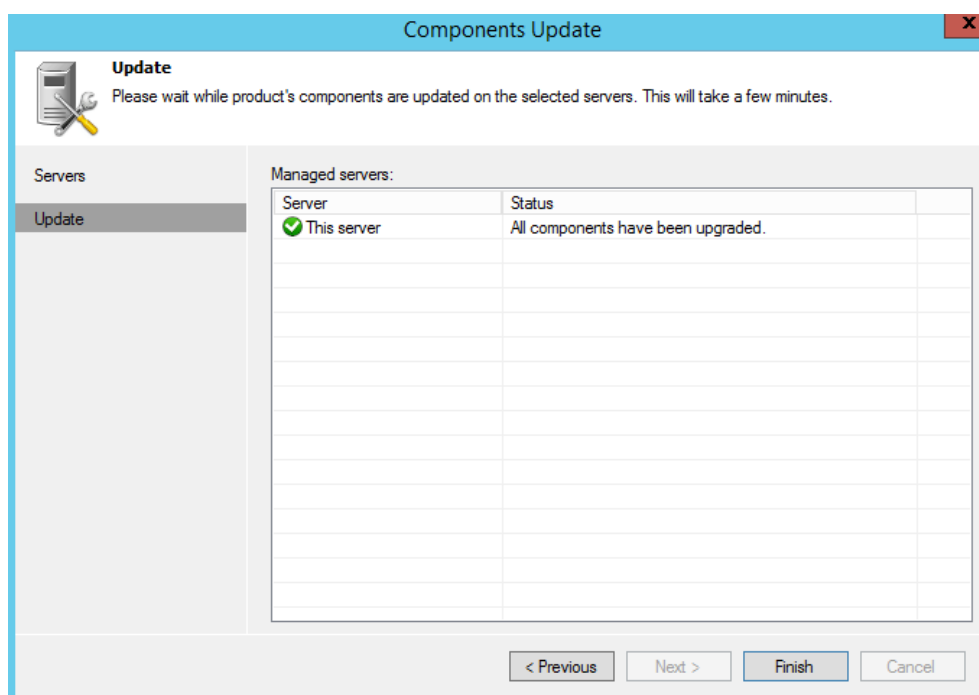 Components Update
x
Update
Please wait while product's components are updated on the selected servers. This will take a few minutes.
Servers
Update
Managed servers:
Server Status
This server All components have been upgraded.
< Previous Next > Finish Cancel